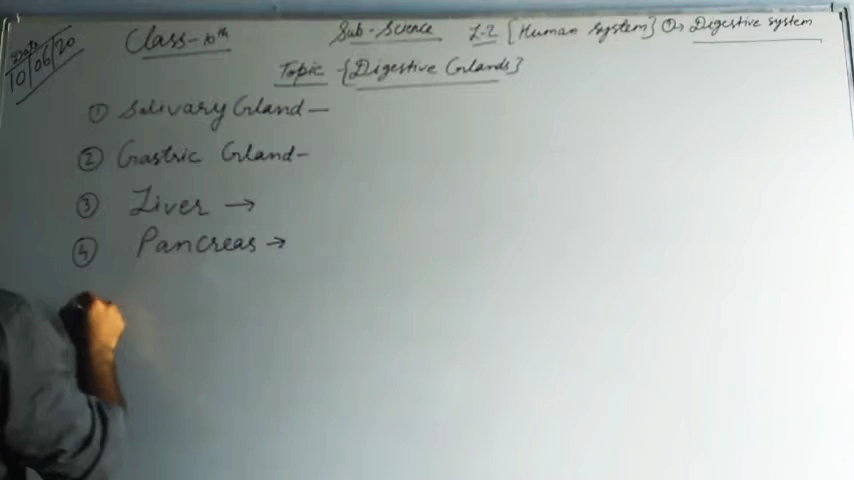 Date 10/06/20
Class-10th Sub-Science L-2 [Human System] ①→ Digestive system
Topic -{Digestive Glands}
① Salivary Gland —
② Gastric Gland-
③ Liver →
④ Pancreas →